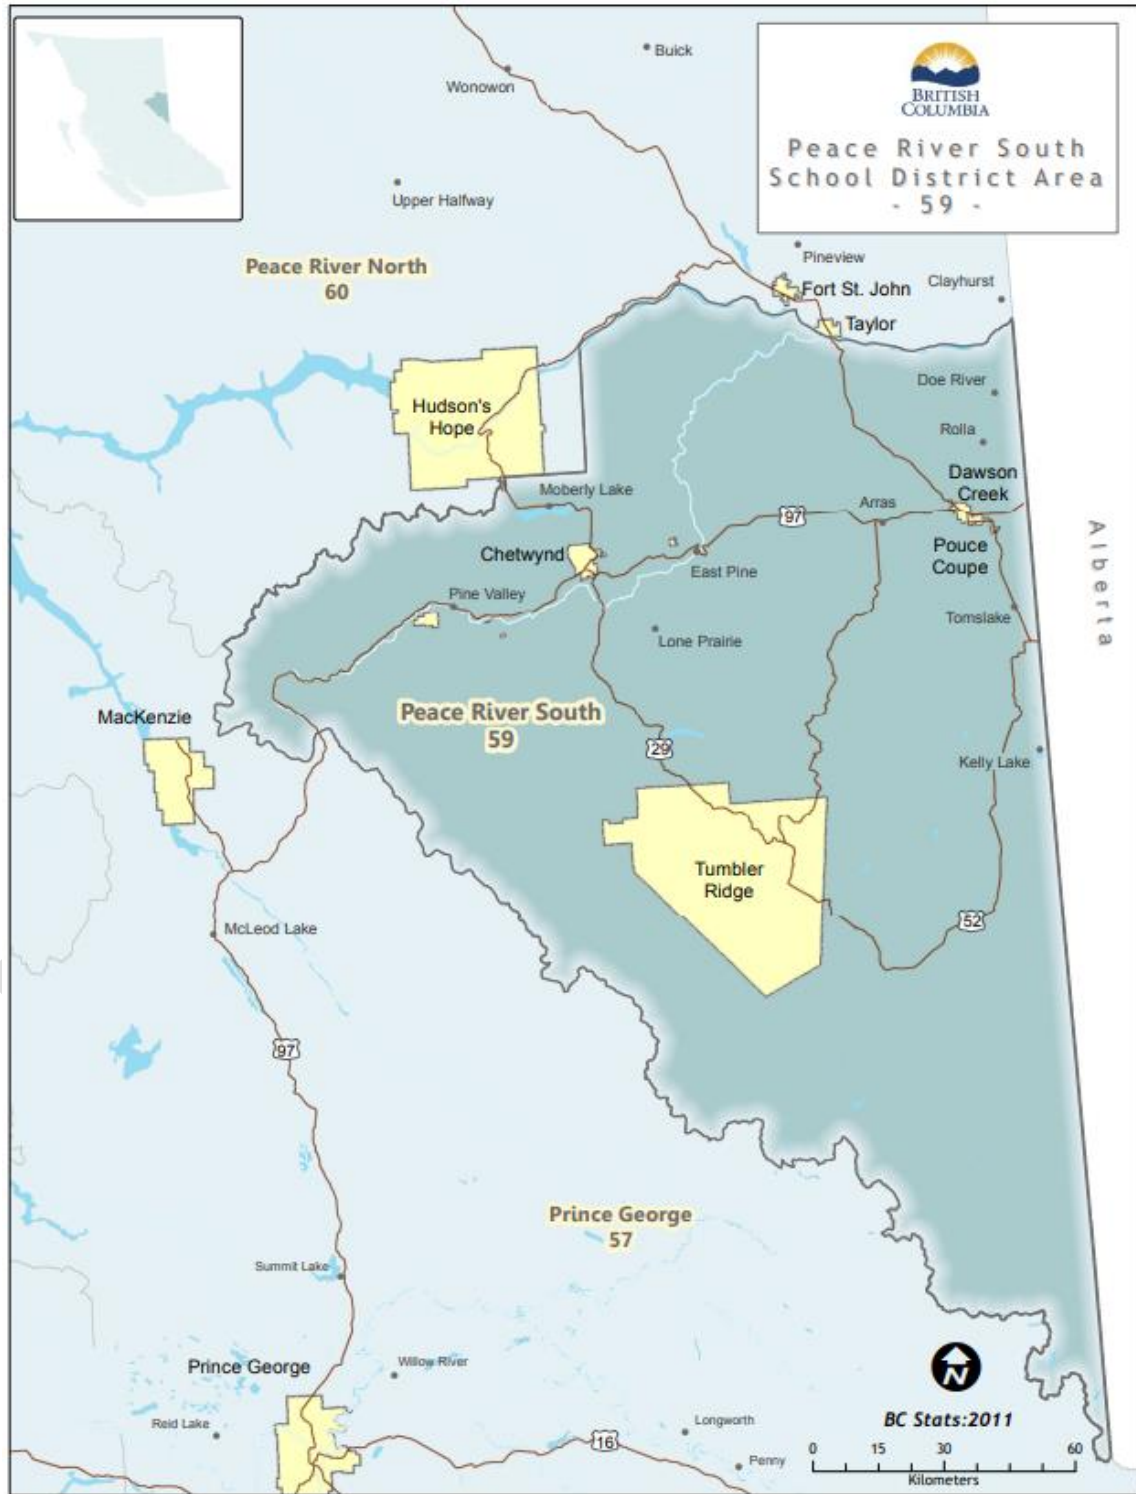 Buick
Wonowon
BRITISH
COLUMBIA
Peace River South
School District Area
- 59 -
Upper Halfway
Pineview
Peace River North
60
Clayhurst
Fort St. John
Taylor
Doe River
Hudson's
Hope
Rolla
Dawson
Creek
Moberly Lake
Arras
97
Alberta
Chetwynd
Pouce
Coupe
East Pine
Pine Valley
Tomslake
Lone Prairie
Peace River South
59
MacKenzie
29
Kelly Lake
Tumbler
Ridge
52
McLeod Lake
97
Prince George
57
Summit Lake
Prince George
Willow River
N
Reid Lake
Longworth
BC Stats:2011
16
Penny
0 15 30 60
Kilometers